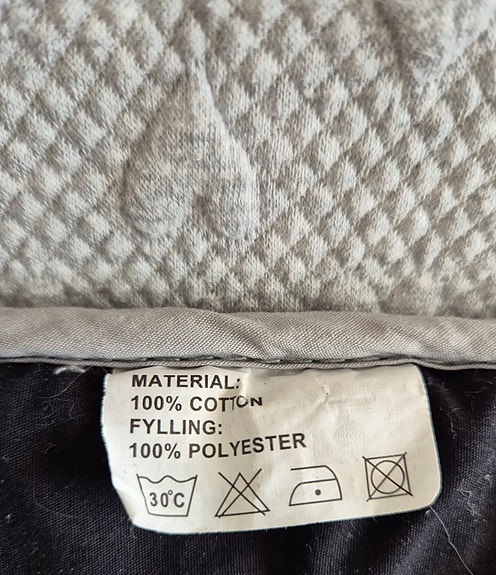 MATERIAL:
100% COTTON
FYLLING:
100% POLYESTER
30°C